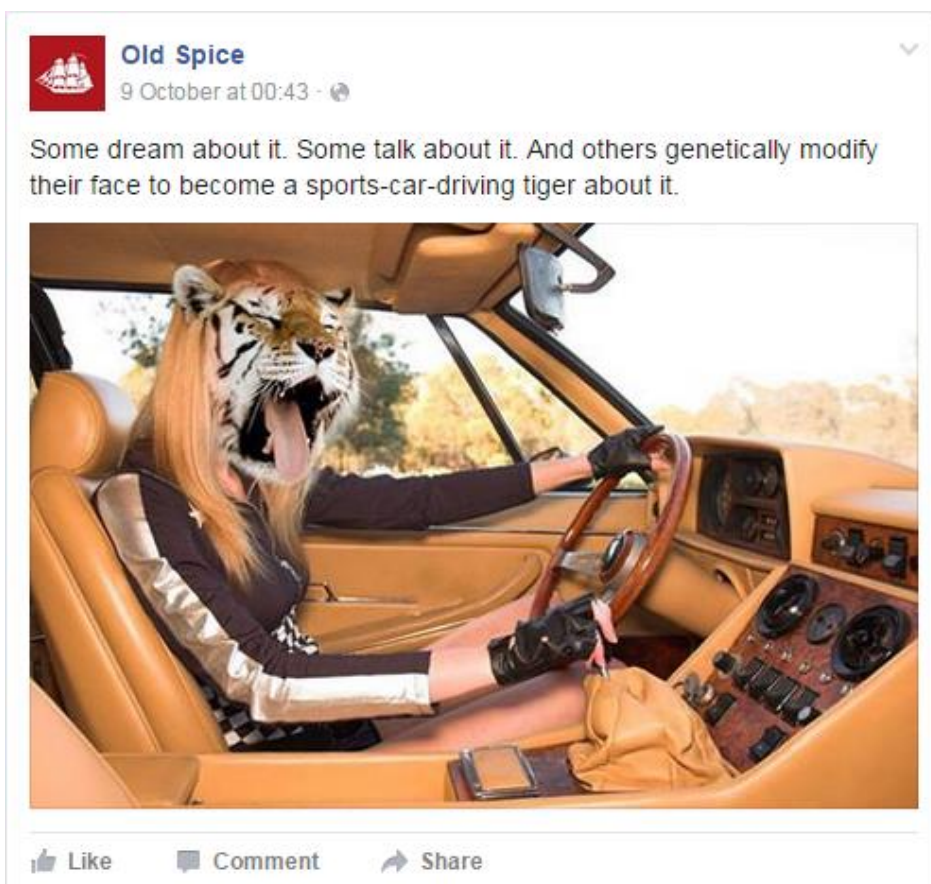 Old Spice
9 October at 00:43 ·
Some dream about it. Some talk about it. And others genetically modify
their face to become a sports-car-driving tiger about it.
Like Comment Share